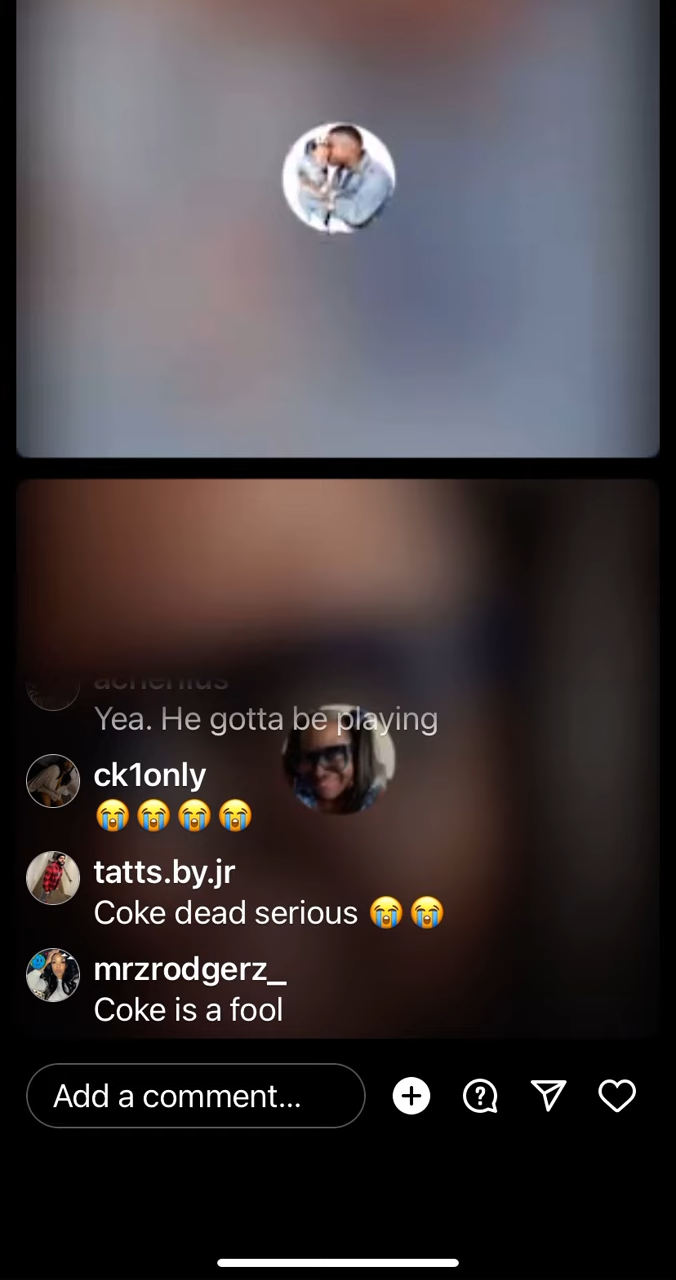 Yea. He gotta be playing
ck1only
😭😭😭😭
tatts.by.jr
Coke dead serious 😭😭
mrzrodgerz_
Coke is a fool
Add a comment...